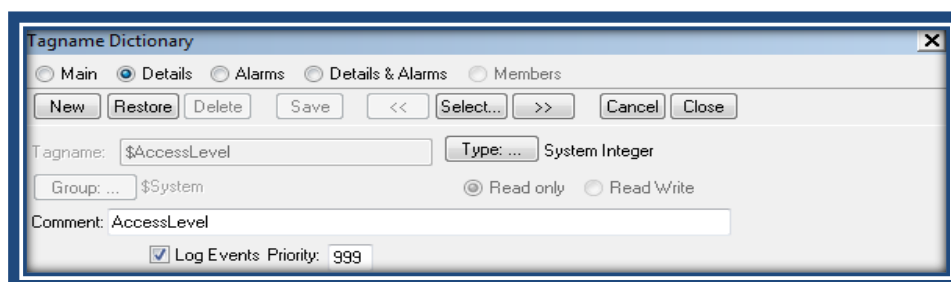 Tagname Dictionary
Main Details Alarms Details & Alarms Members
New Restore Delete Save << Select... >> Cancel Close
Tagname: $AccessLevel Type: ... System Integer
Group: ... $System Read only Read Write
Comment: AccessLevel
Log Events Priority: 999